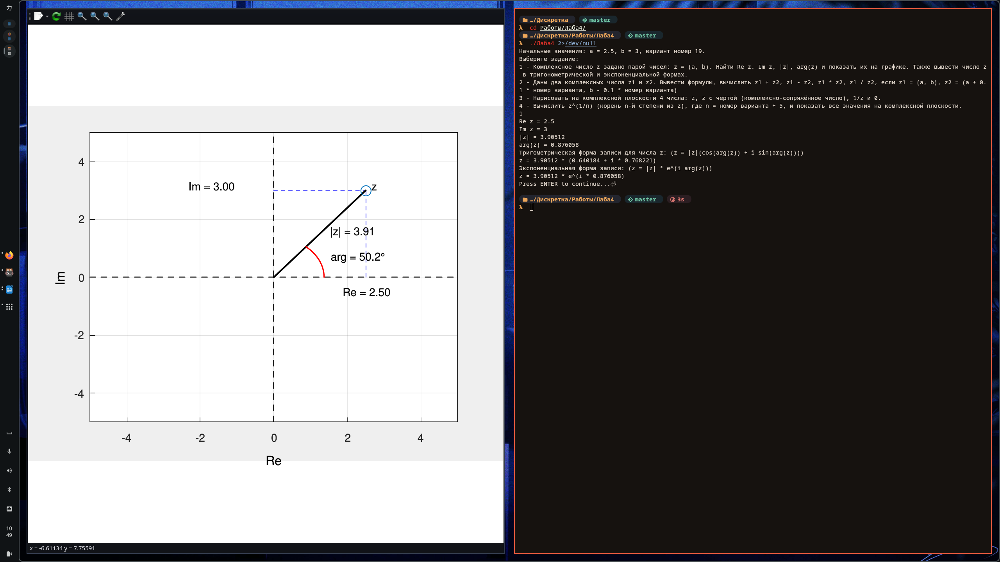 力
10
49
4
2
0
-2
-4
Im
Im = 3.00
z
|z| = 3.91
arg = 50.2°
Re = 2.50
-4
-2
0
2
4
Re
x = -6.61134 y = 7.75591
…/Дискретка master
λ cd Работы/Лаба4/
…/Дискретка/Работы/Лаба4 master
λ ./Лаба4 2>/dev/null
Начальные значения: a = 2.5, b = 3, вариант номер 19.
Выберите задание:
1 - Комплексное число z задано парой чисел: z = (a, b). Найти Re z. Im z, |z|, arg(z) и показать их на графике. Также вывести число z
в тригонометрической и экспоненциальной формах.
2 - Даны два комплексных числа z1 и z2. Вывести формулы, вычислить z1 + z2, z1 - z2, z1 * z2, z1 / z2, если z1 = (a, b), z2 = (a + 0.
1 * номер варианта, b - 0.1 * номер варианта)
3 - Нарисовать на комплексной плоскости 4 числа: z, z с чертой (комплексно-сопряжённое число), 1/z и 0.
4 - Вычислить z^(1/n) (корень n-й степени из z), где n = номер варианта + 5, и показать все значения на комплексной плоскости.
1
Re z = 2.5
Im z = 3
|z| = 3.90512
arg(z) = 0.876058
Тригометрическая форма записи для числа z: (z = |z|(cos(arg(z)) + i sin(arg(z))))
z = 3.90512 * (0.640184 + i * 0.768221)
Экспоненциальная форма записи: (z = |z| * e^(i arg(z)))
z = 3.90512 * e^(i * 0.876058)
Press ENTER to continue...⏎
…/Дискретка/Работы/Лаба4 master 3s
λ